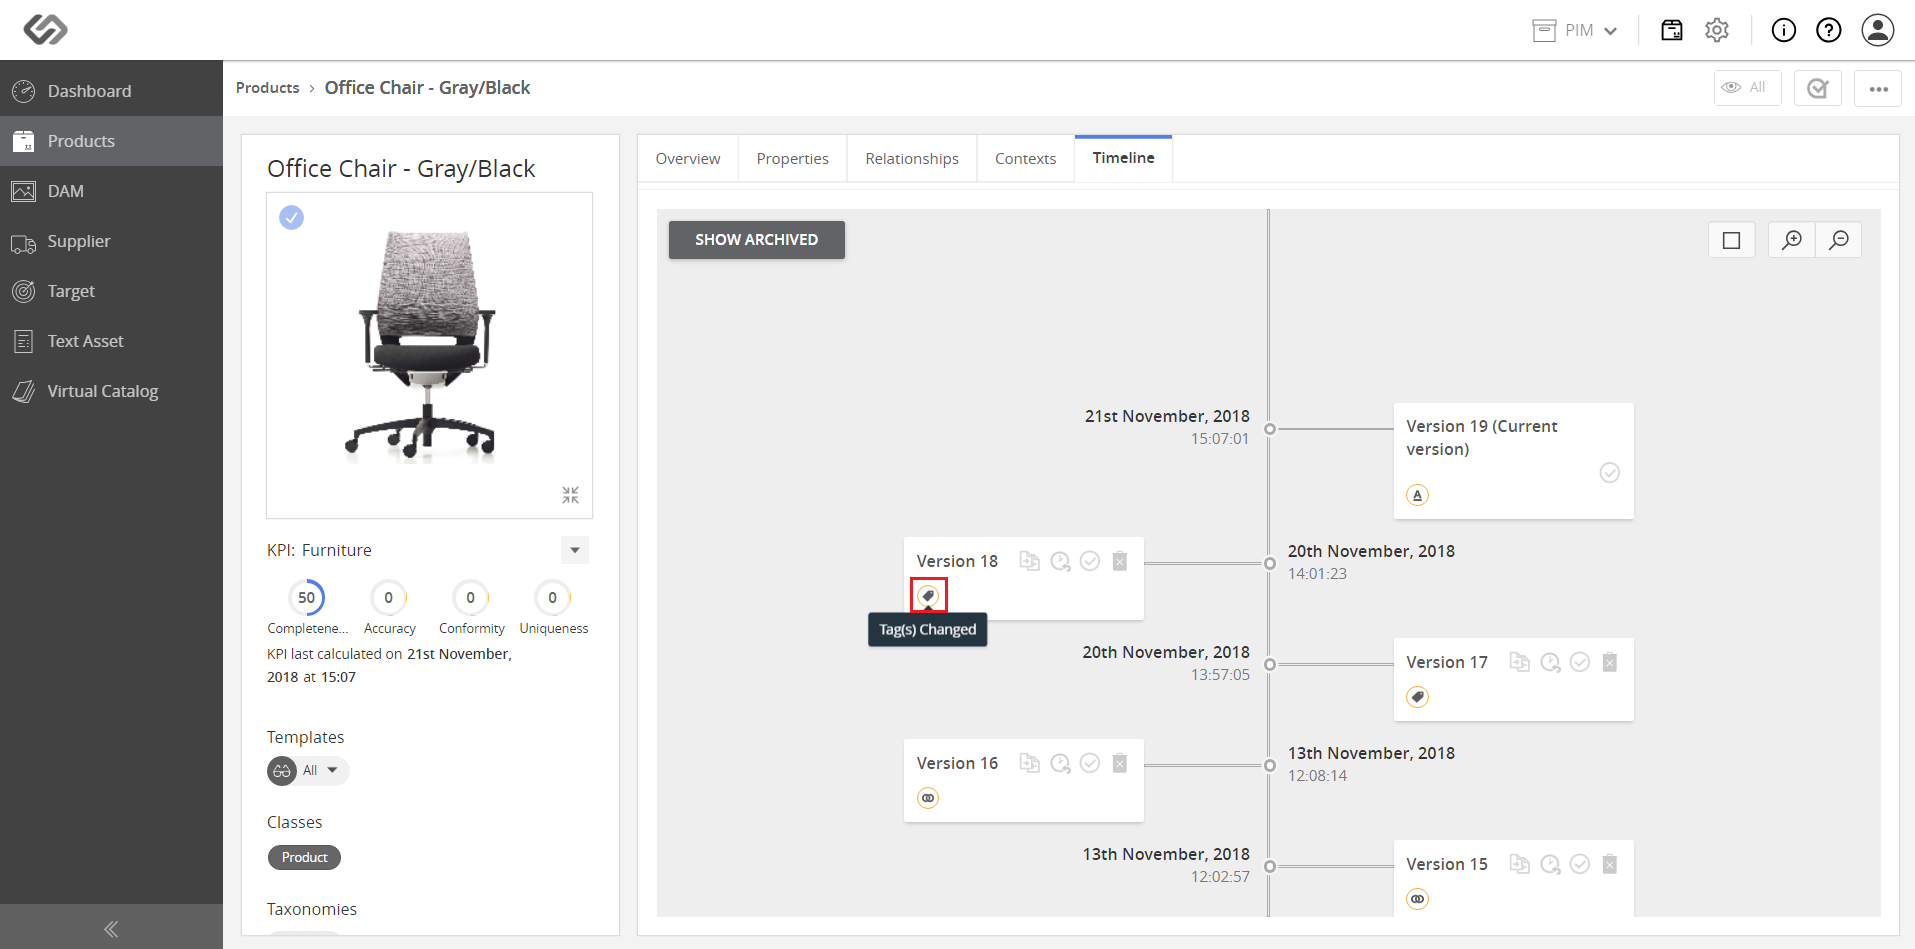 PIM
Dashboard
Products
DAM
Supplier
Target
Text Asset
Virtual Catalog
Products › Office Chair - Gray/Black
All
Office Chair - Gray/Black
KPI: Furniture
50
0
0
0
Completene...
Accuracy
Conformity
Uniqueness
KPI last calculated on 21st November,
2018 at 15:07
Templates
All
Classes
Product
Taxonomies
Overview
Properties
Relationships
Contexts
Timeline
SHOW ARCHIVED
21st November, 2018
15:07:01
Version 19 (Current
version)
A
Version 18
Tag(s) Changed
20th November, 2018
14:01:23
20th November, 2018
13:57:05
Version 17
Version 16
13th November, 2018
12:08:14
13th November, 2018
12:02:57
Version 15